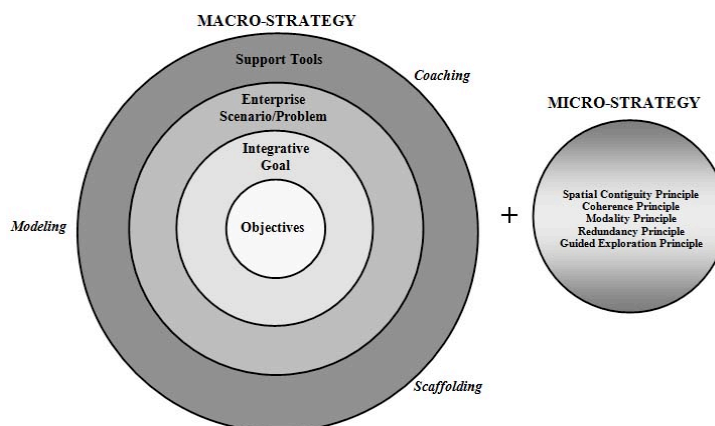 MACRO-STRATEGY
Support Tools
Coaching
Enterprise
Scenario/Problem
Integrative
Goal
Objectives
Modeling
Scaffolding
+
MICRO-STRATEGY
Spatial Contiguity Principle
Coherence Principle
Modality Principle
Redundancy Principle
Guided Exploration Principle